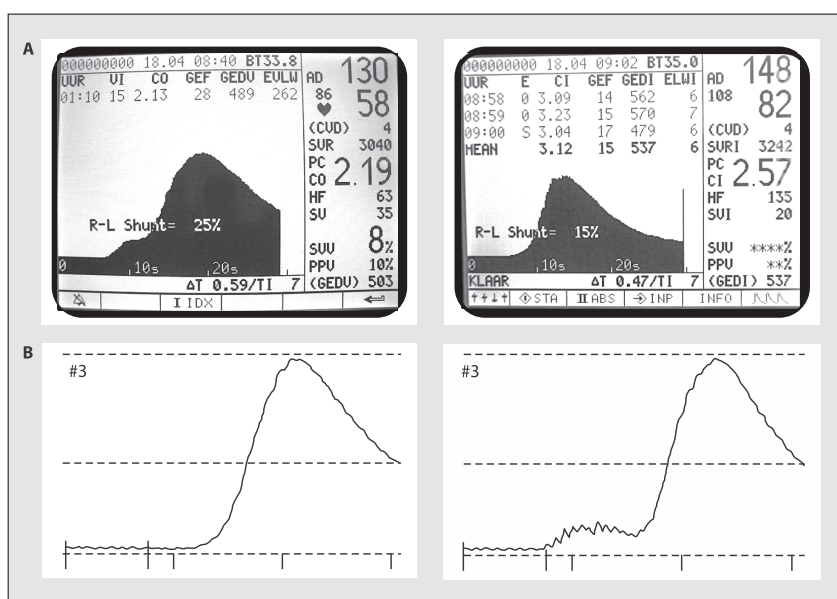 A
000000000 18.04 08:40 BT33.8
UUR VI CO GEF GEDV EVLW
01:10 15 2.13 28 489 262
R-L Shunt= 25%
0 10s 20s
ΔT 0.59/TI 7
I IDX
AD 130
86 58
(CVD) 4
SVR 3040
PC
CO 2.19
HF 63
SV 35
SVV 8%
PPV 10%
(GEDV) 503
000000000 18.04 09:02 BT35.0
UUR E CI GEF GEDI ELWI
08:58 0 3.09 14 562 6
08:59 0 3.23 15 570 7
09:00 S 3.04 17 479 6
MEAN 3.12 15 537 6
R-L Shunt= 15%
0 10s 20s
KLAAR ΔT 0.47/TI 7
STA II ABS INP INFO
AD 148
108 82
(CVD) 4
SVRI 3242
PC
CI 2.57
HF 135
SVI 20
SVV ****%
PPV **%
(GEDI) 537
B
#3
#3